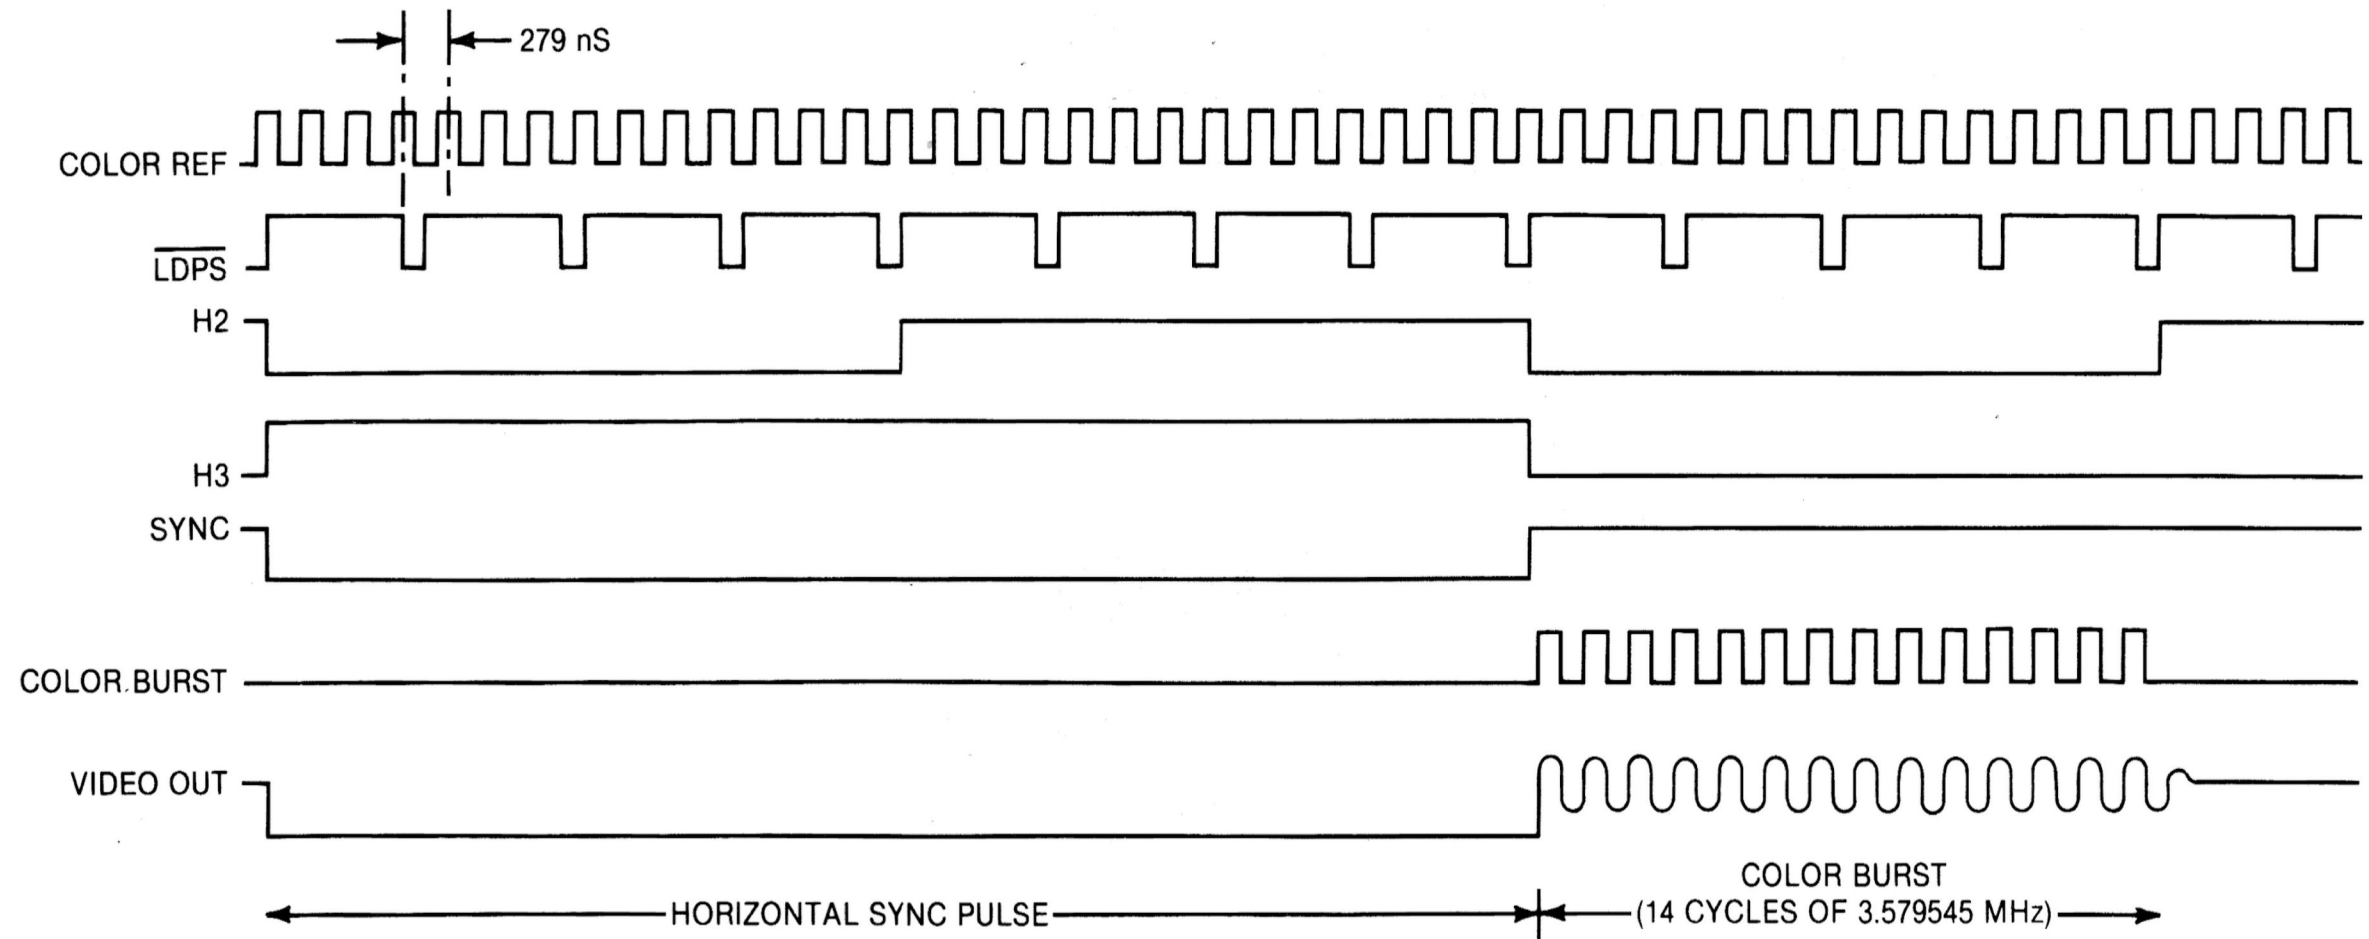 279 nS
COLOR REF
LDPS
H2
H3
SYNC
COLOR BURST
VIDEO OUT
HORIZONTAL SYNC PULSE
COLOR BURST
(14 CYCLES OF 3.579545 MHz)